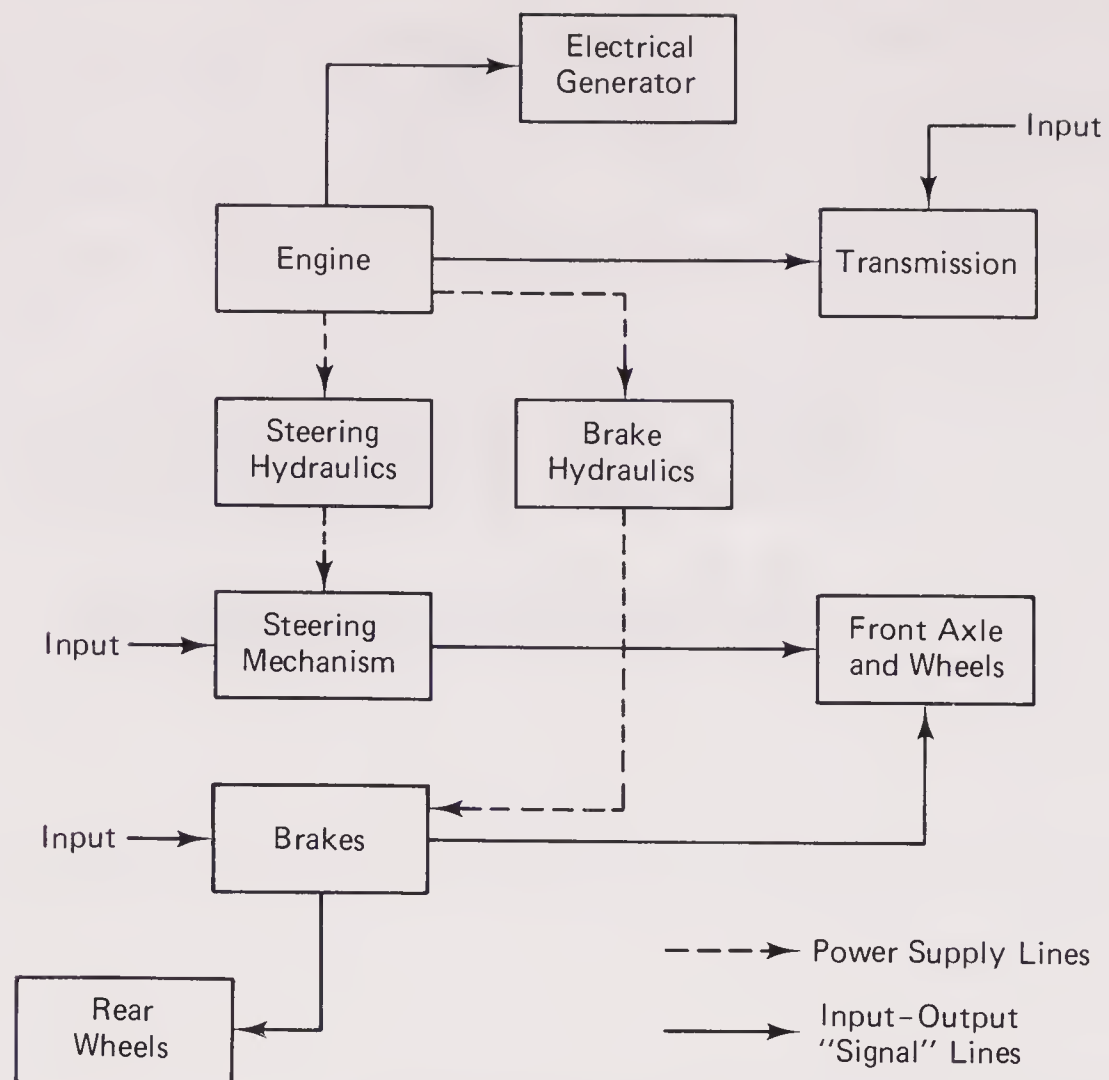 Electrical
Generator
Input
Engine
Transmission
Steering
Hydraulics
Brake
Hydraulics
Input
Steering
Mechanism
Front Axle
and Wheels
Input
Brakes
Power Supply Lines
Rear
Wheels
Input–Output
“Signal” Lines